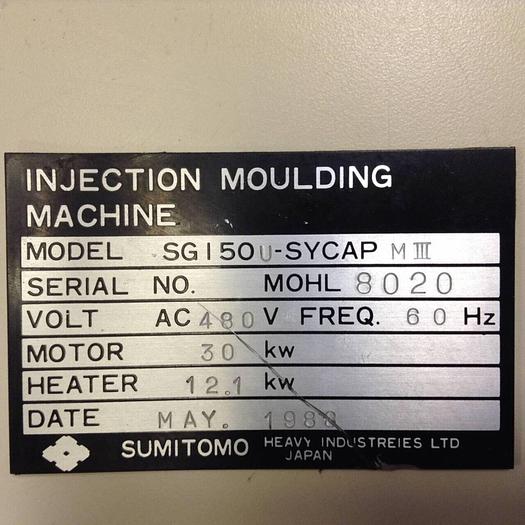 INJECTION MOULDING
MACHINE
MODEL SG150U-SYCAP MIII
SERIAL NO. MOHL 8020
VOLT AC 480 V FREQ. 60 Hz
MOTOR 30 kw
HEATER 12.1 kw
DATE MAY. 1988
SUMITOMO HEAVY INDUSTREIES LTD
JAPAN